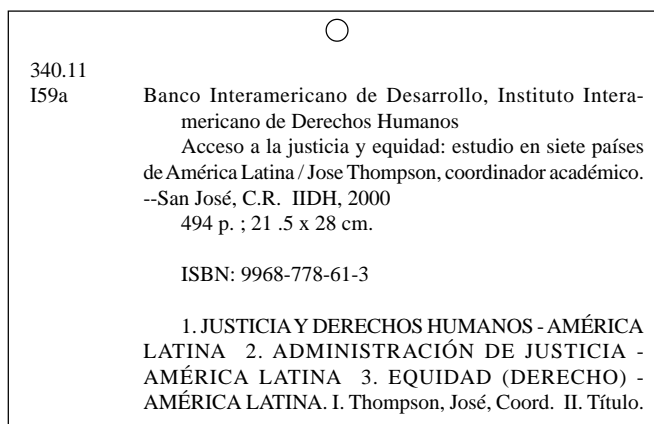 340.11
I59a Banco Interamericano de Desarrollo, Instituto Intera-
mericano de Derechos Humanos
Acceso a la justicia y equidad: estudio en siete países
de América Latina / Jose Thompson, coordinador académico.
--San José, C.R. IIDH, 2000
494 p. ; 21 .5 x 28 cm.
ISBN: 9968-778-61-3
1. JUSTICIA Y DERECHOS HUMANOS - AMÉRICA
LATINA 2. ADMINISTRACIÓN DE JUSTICIA -
AMÉRICA LATINA 3. EQUIDAD (DERECHO) -
AMÉRICA LATINA. I. Thompson, José, Coord. II. Título.